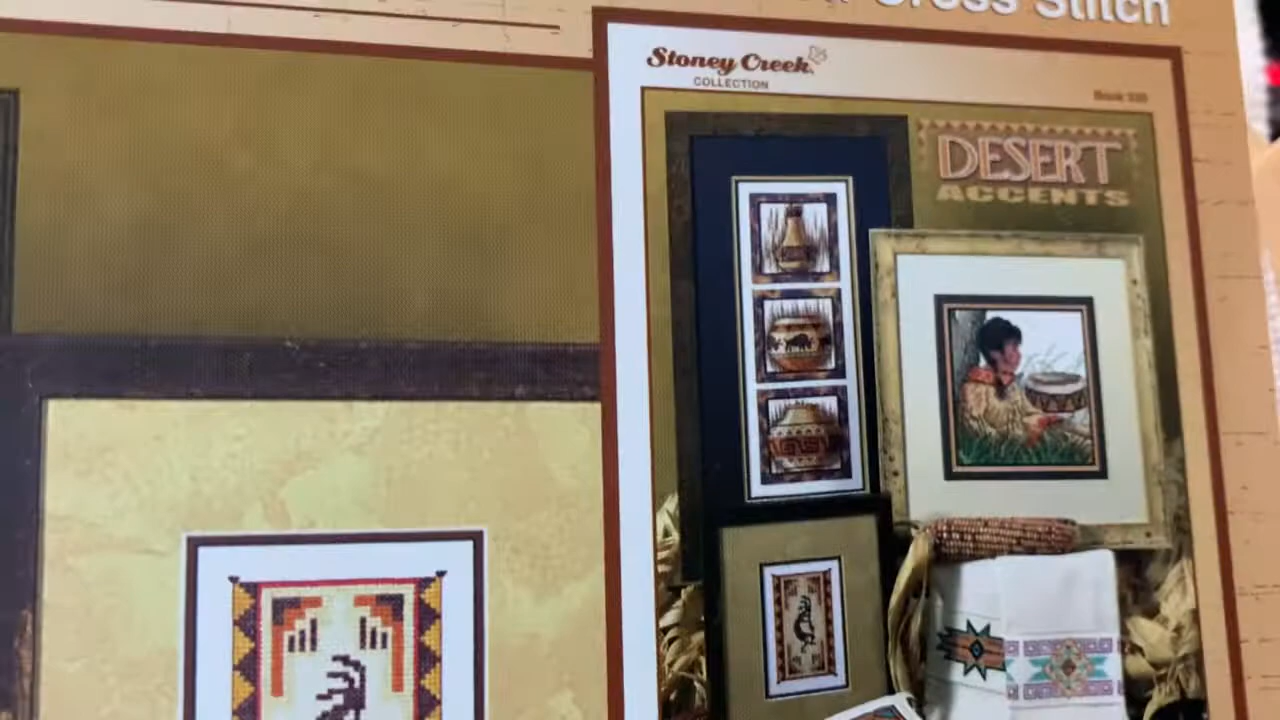 Cross Stitch
Stoney Creek
COLLECTION
DESERT
ACCENTS